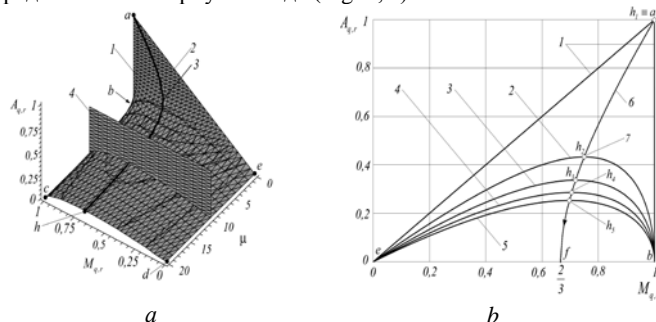 a
1
2
3
4
b
A_{q,r}
1
0,75
0,5
0,25
0
c
1
0,75
h
0,5
0,25
M_{q,r}
d
0
20
15
10
5
0
μ
e
A_{q,r}
1
0,8
0,6
0,4
0,2
0
h_1 ≡ a
1
6
4
3
2
7
h_2
h_3
h_4
h_5
5
e
f
b
0
0,2
0,4
2/3
0,8
1
M_{q,
a
b